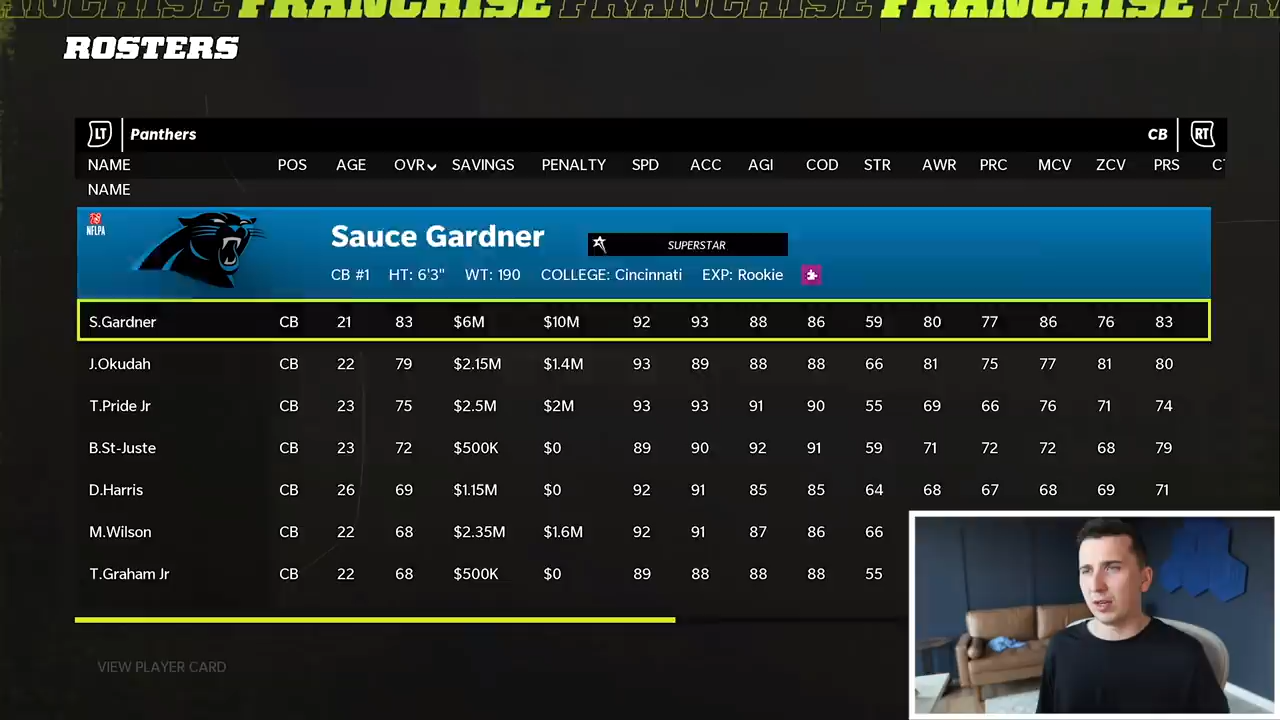 FRANCHISE FRANCHISE FRANCHISE FRANCHISE FRA
ROSTERS
LT Panthers CB RT
NAME POS AGE OVR SAVINGS PENALTY SPD ACC AGI COD STR AWR PRC MCV ZCV PRS
NAME
NFLPA
Sauce Gardner SUPERSTAR
CB #1 HT: 6'3" WT: 190 COLLEGE: Cincinnati EXP: Rookie
S.Gardner CB 21 83 $6M $10M 92 93 88 86 59 80 77 86 76 83
J.Okudah CB 22 79 $2.15M $1.4M 93 89 88 88 66 81 75 77 81 80
T.Pride Jr CB 23 75 $2.5M $2M 93 93 91 90 55 69 66 76 71 74
B.St-Juste CB 23 72 $500K $0 89 90 92 91 59 71 72 72 68 79
D.Harris CB 26 69 $1.15M $0 92 91 85 85 64 68 67 68 69 71
M.Wilson CB 22 68 $2.35M $1.6M 92 91 87 86 66
T.Graham Jr CB 22 68 $500K $0 89 88 88 88 55
VIEW PLAYER CARD